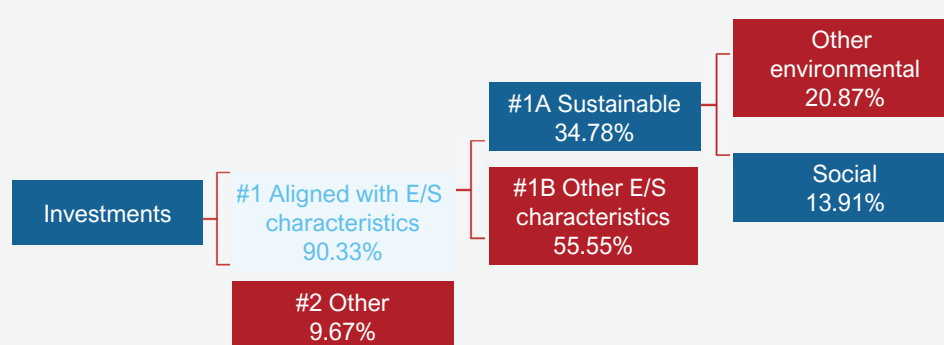 Investments
#1 Aligned with E/S
characteristics
90.33%
#2 Other
9.67%
#1A Sustainable
34.78%
#1B Other E/S
characteristics
55.55%
Other
environmental
20.87%
Social
13.91%